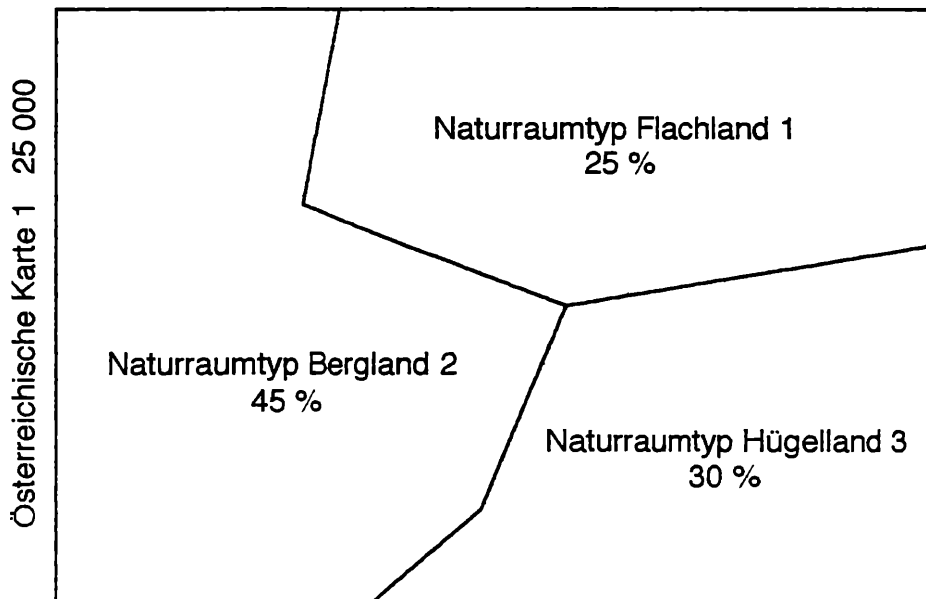 Österreichische Karte 1 25 000
Naturraumtyp Flachland 1
25 %
Naturraumtyp Bergland 2
45 %
Naturraumtyp Hügelland 3
30 %